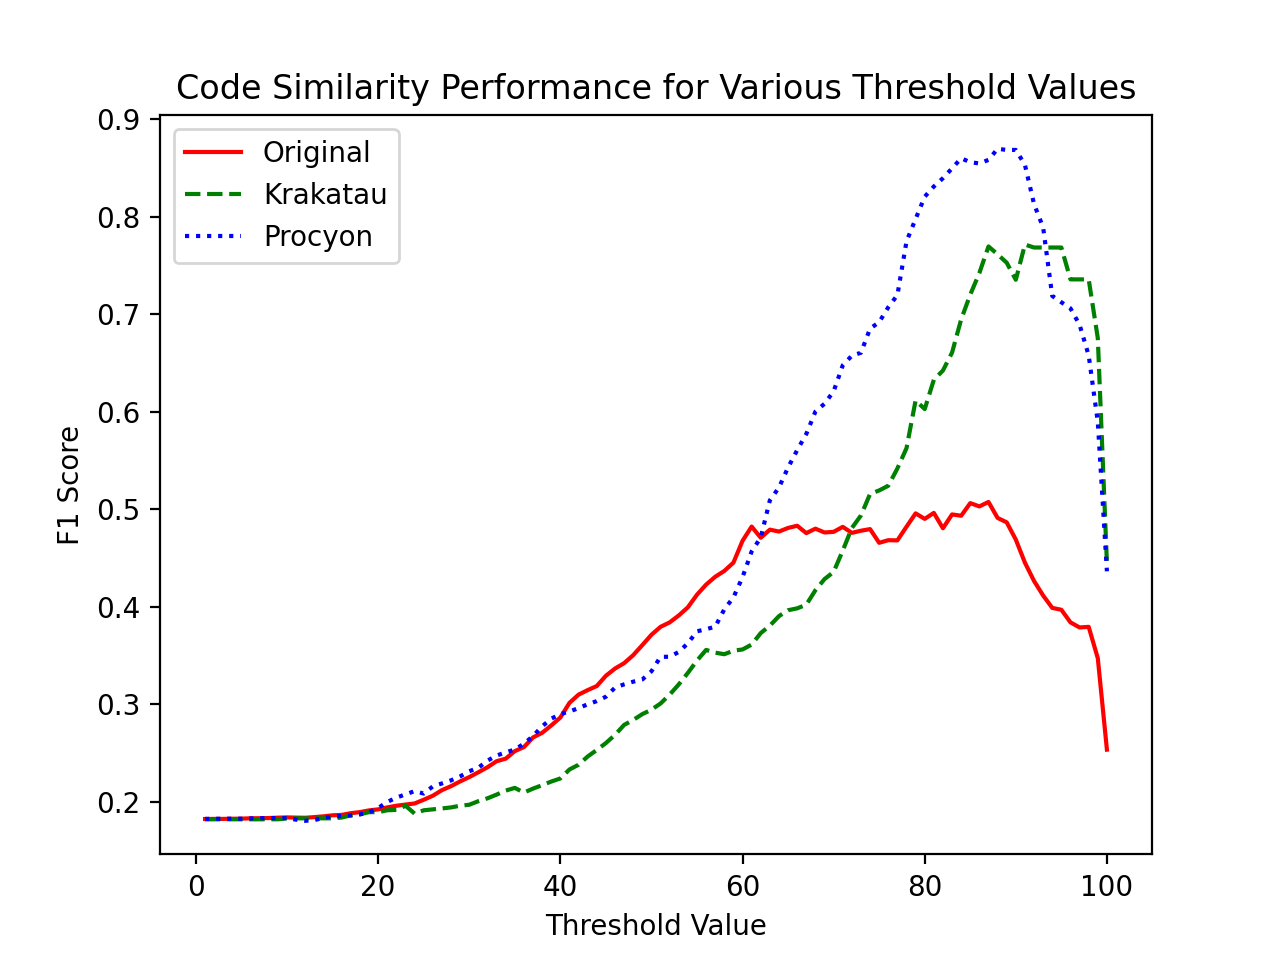 Code Similarity Performance for Various Threshold Values
0.9
0.8
0.7
0.6
0.5
0.4
0.3
0.2
F1 Score
Original
Krakatau
Procyon
0 20 40 60 80 100
Threshold Value